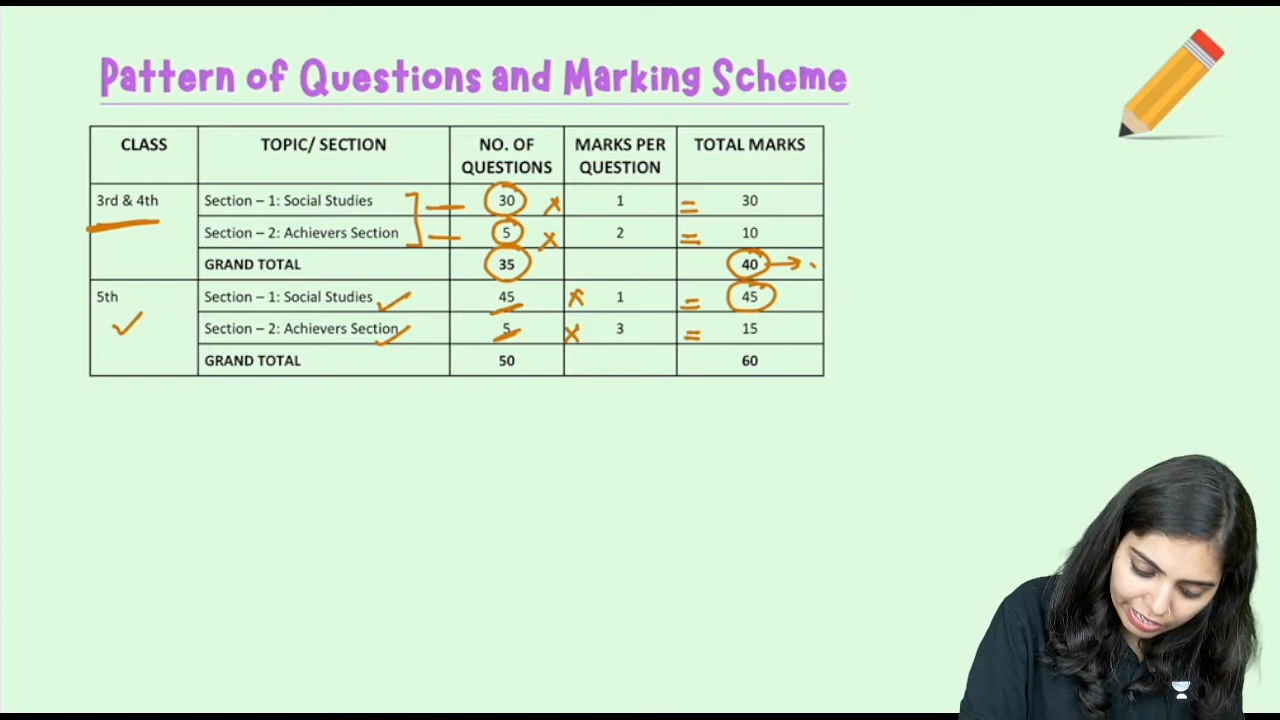 Pattern of Questions and Marking Scheme
CLASS TOPIC/ SECTION NO. OF QUESTIONS MARKS PER QUESTION TOTAL MARKS
3rd & 4th Section – 1: Social Studies 30 × 1 = 30
Section – 2: Achievers Section 5 × 2 = 10
GRAND TOTAL 35 40
5th Section – 1: Social Studies 45 × 1 = 45
Section – 2: Achievers Section 5 × 3 = 15
GRAND TOTAL 50 60